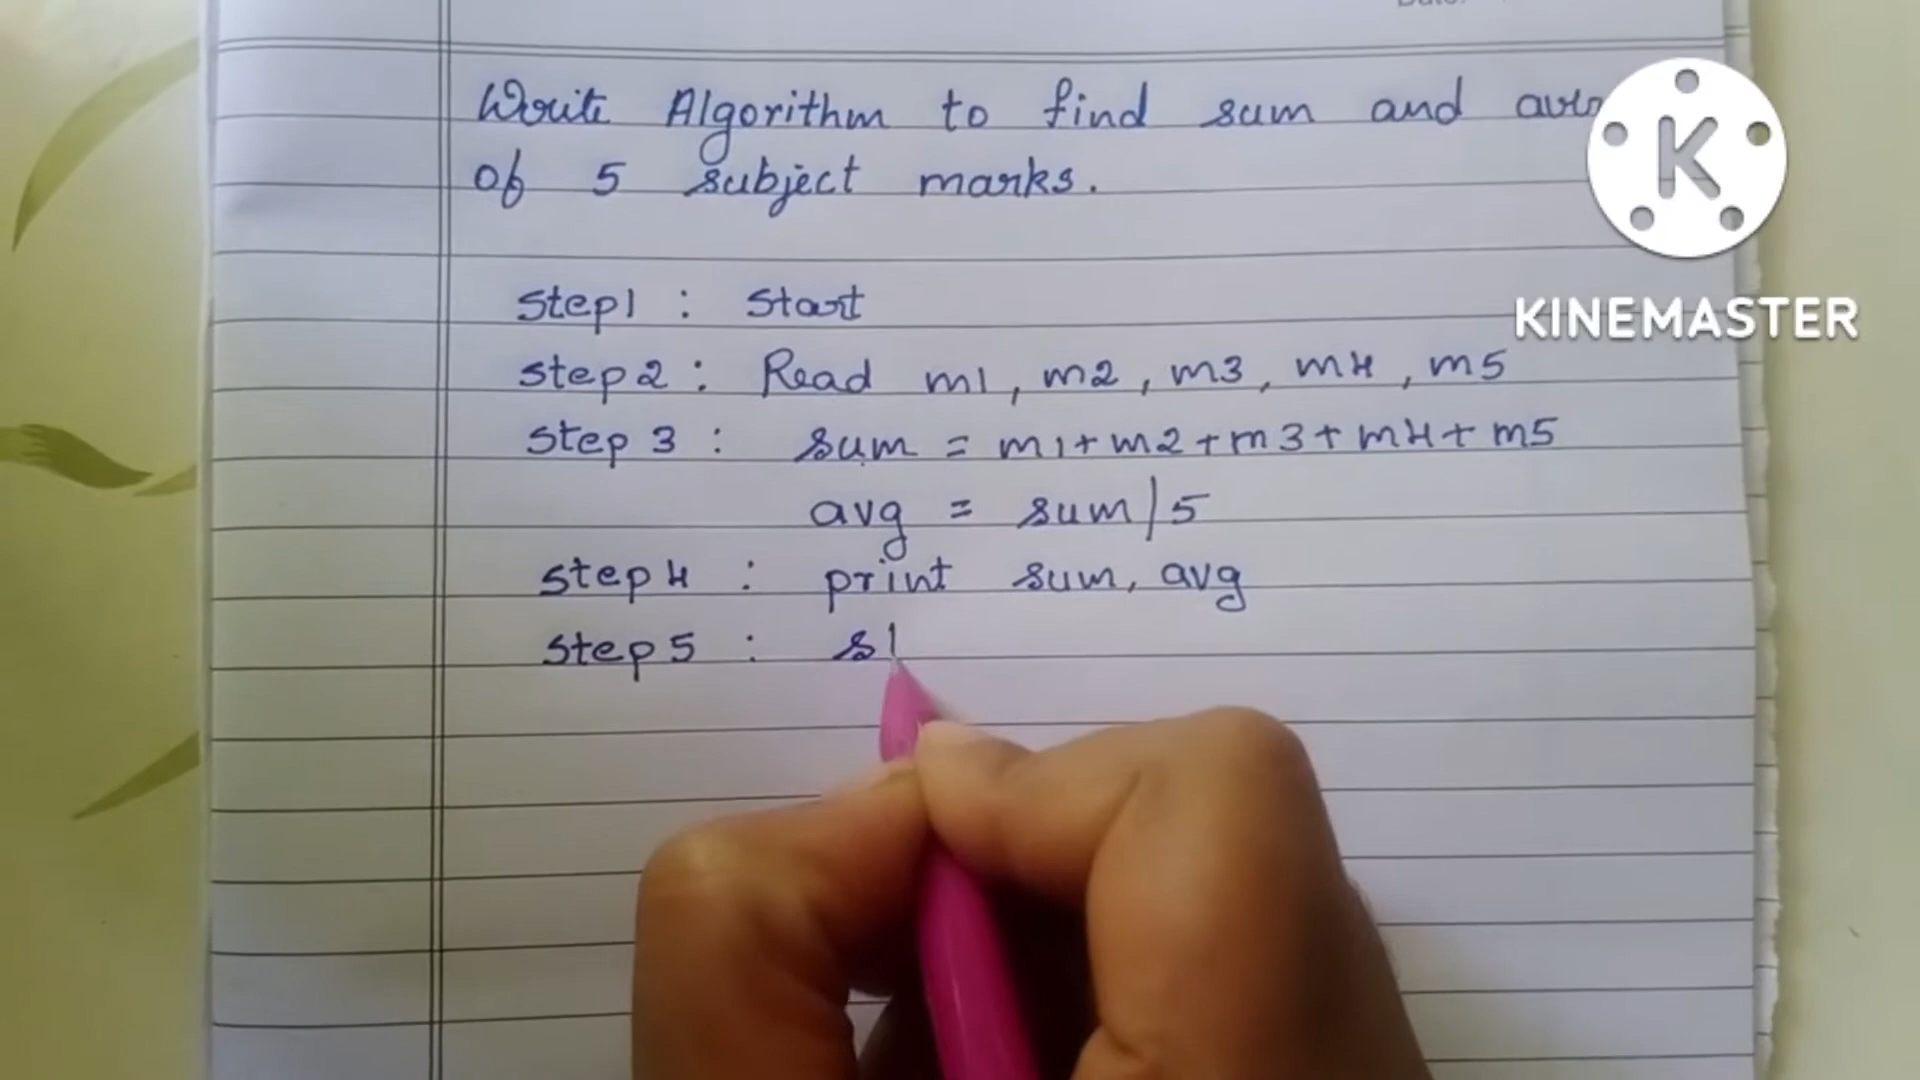 Write Algorithm to find sum and
of 5 subject marks.
Step1 : Start
Step2 : Read m1, m2, m3, m4, m5
Step 3 : sum = m1+m2+m3+m4+m5
avg = sum/5
Step4 : print sum, avg
Step5 :
KINEMASTER